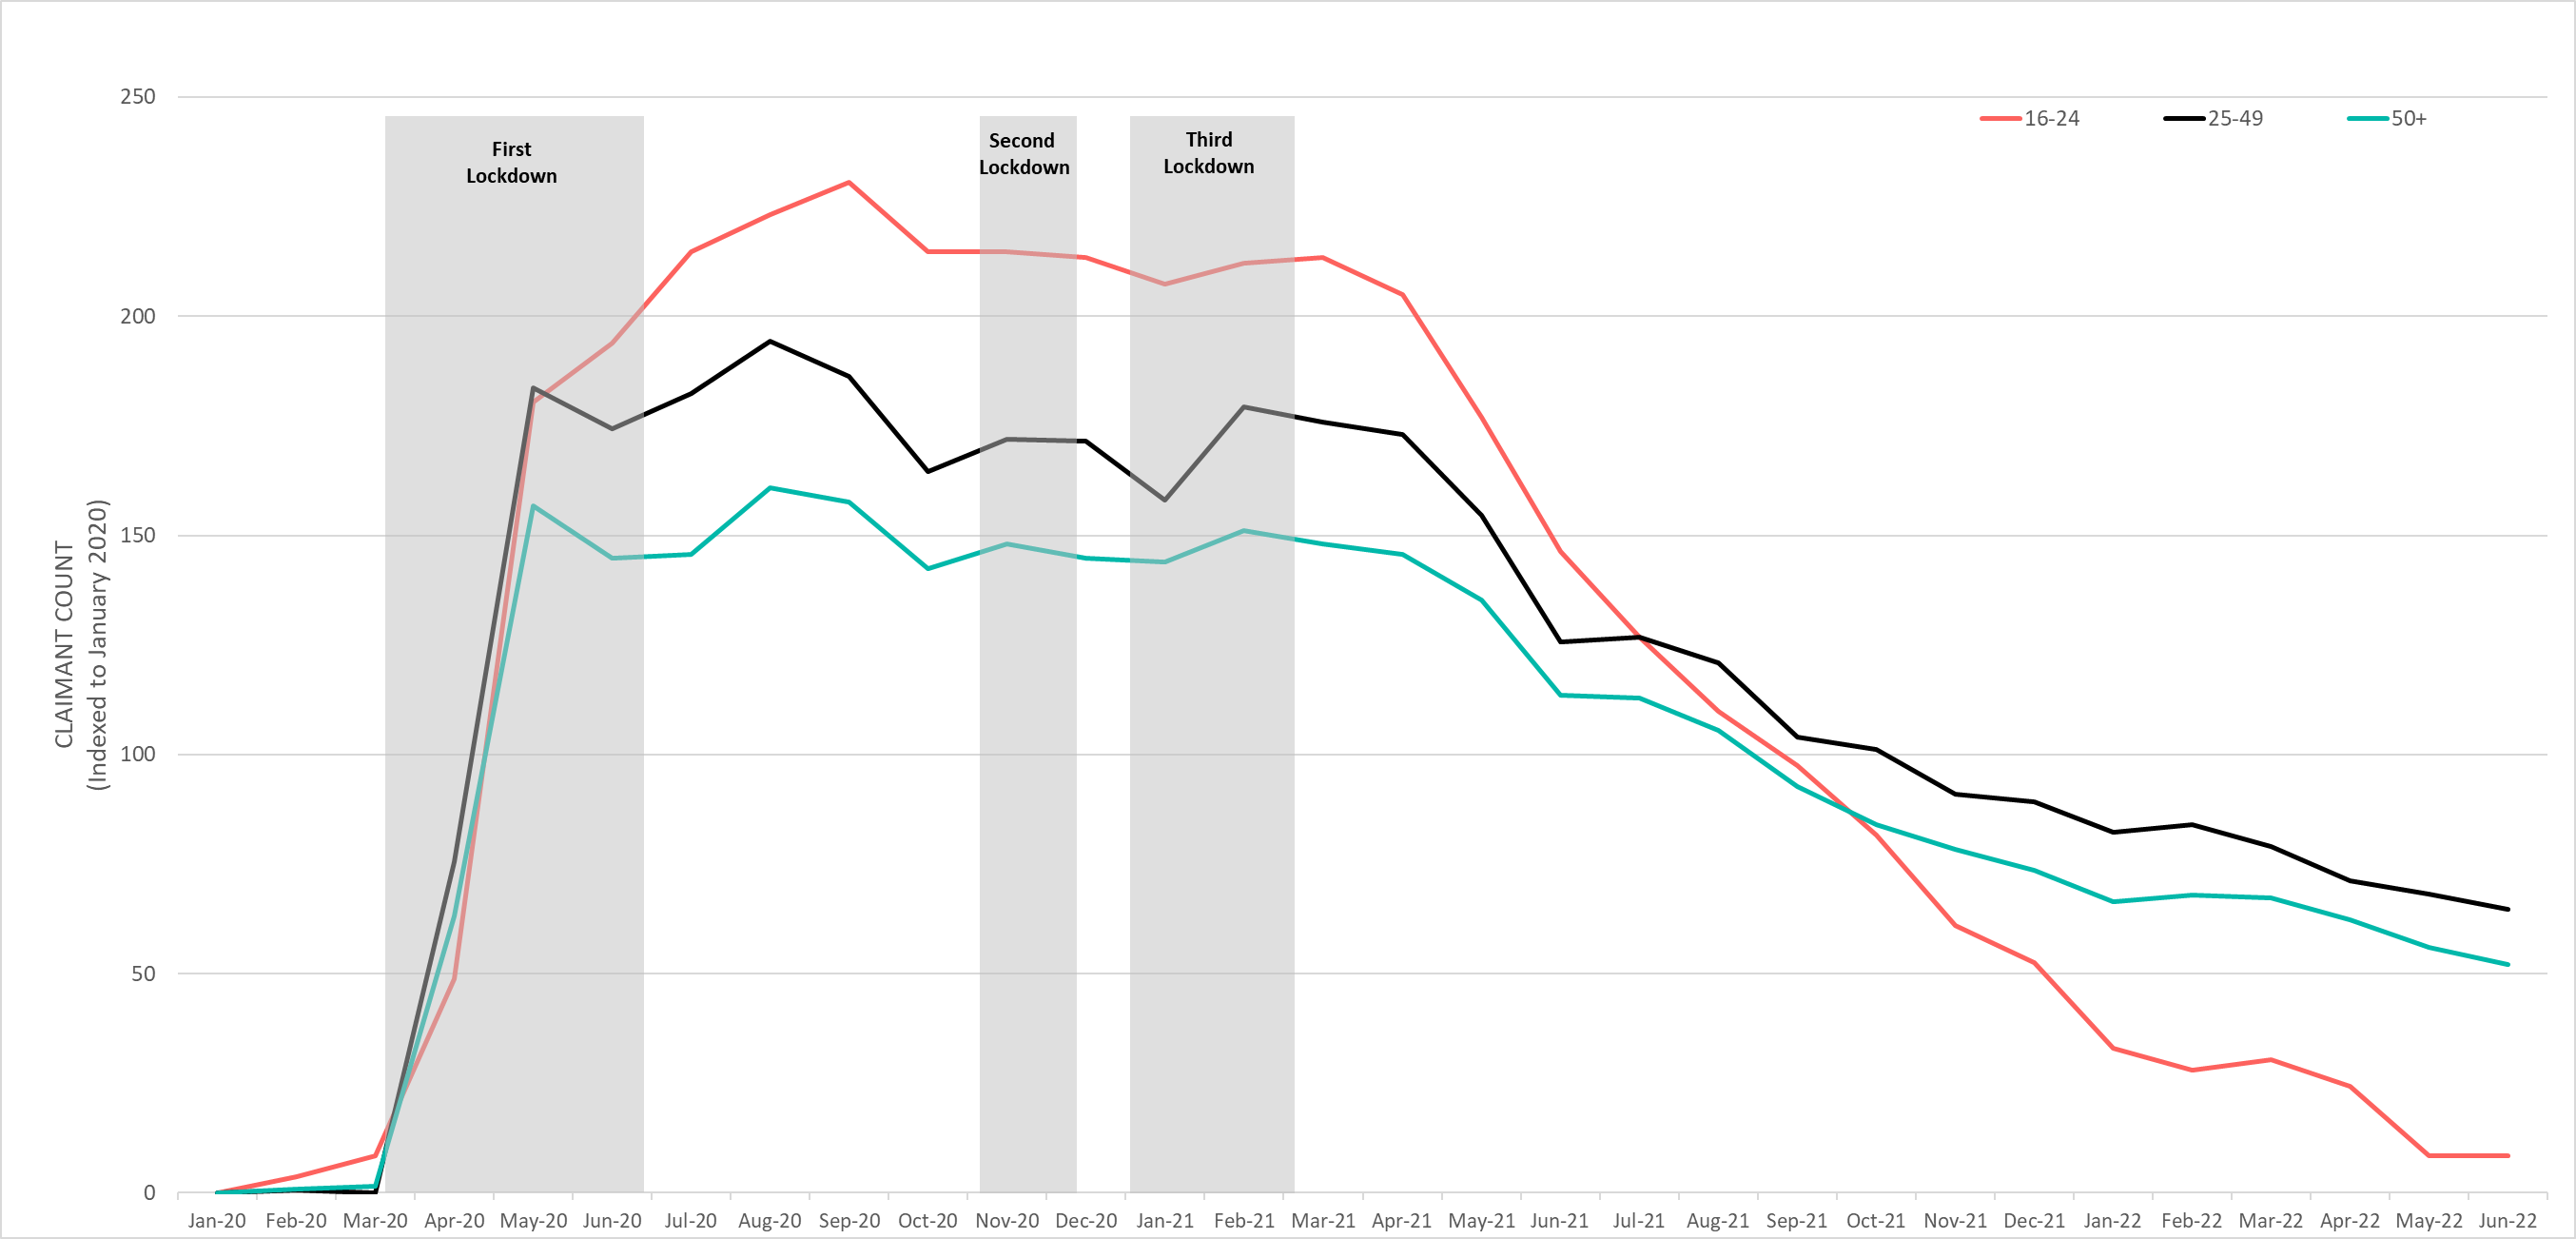 250
200
150
100
50
0
CLAIMANT COUNT
(Indexed to January 2020)
First
Lockdown
Second
Lockdown
Third
Lockdown
16-24
25-49
50+
Jan-20
Feb-20
Mar-20
Apr-20
May-20
Jun-20
Jul-20
Aug-20
Sep-20
Oct-20
Nov-20
Dec-20
Jan-21
Feb-21
Mar-21
Apr-21
May-21
Jun-21
Jul-21
Aug-21
Sep-21
Oct-21
Nov-21
Dec-21
Jan-22
Feb-22
Mar-22
Apr-22
May-22
Jun-22